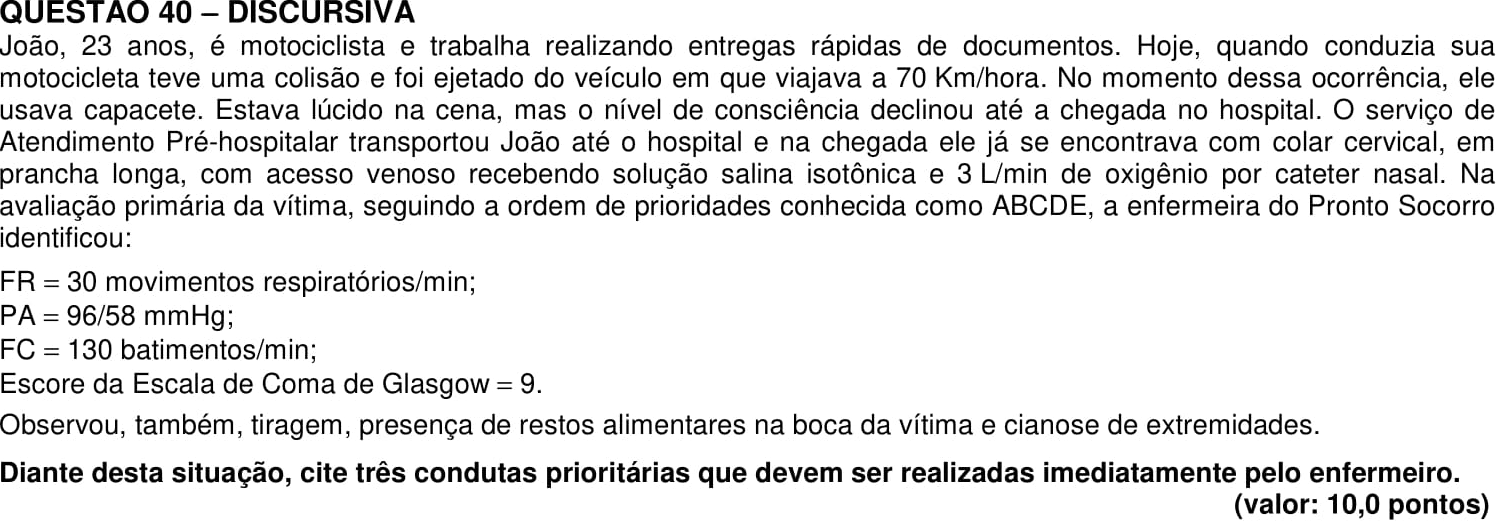 QUESTÃO 40 – DISCURSIVA
João, 23 anos, é motociclista e trabalha realizando entregas rápidas de documentos. Hoje, quando conduzia sua
motocicleta teve uma colisão e foi ejetado do veículo em que viajava a 70 Km/hora. No momento dessa ocorrência, ele
usava capacete. Estava lúcido na cena, mas o nível de consciência declinou até a chegada no hospital. O serviço de
Atendimento Pré-hospitalar transportou João até o hospital e na chegada ele já se encontrava com colar cervical, em
prancha longa, com acesso venoso recebendo solução salina isotônica e 3 L/min de oxigênio por cateter nasal. Na
avaliação primária da vítima, seguindo a ordem de prioridades conhecida como ABCDE, a enfermeira do Pronto Socorro
identificou:
FR = 30 movimentos respiratórios/min;
PA = 96/58 mmHg;
FC = 130 batimentos/min;
Escore da Escala de Coma de Glasgow = 9.
Observou, também, tiragem, presença de restos alimentares na boca da vítima e cianose de extremidades.
Diante desta situação, cite três condutas prioritárias que devem ser realizadas imediatamente pelo enfermeiro.
(valor: 10,0 pontos)